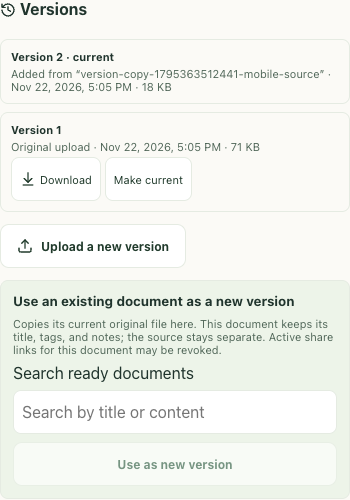 Versions
Version 2 · current
Added from “version-copy-1795363512441-mobile-source” ·
Nov 22, 2026, 5:05 PM · 18 KB
Version 1
Original upload · Nov 22, 2026, 5:05 PM · 71 KB
Download
Make current
Upload a new version
Use an existing document as a new version
Copies its current original file here. This document keeps its
title, tags, and notes; the source stays separate. Active share
links for this document may be revoked.
Search ready documents
Search by title or content
Use as new version